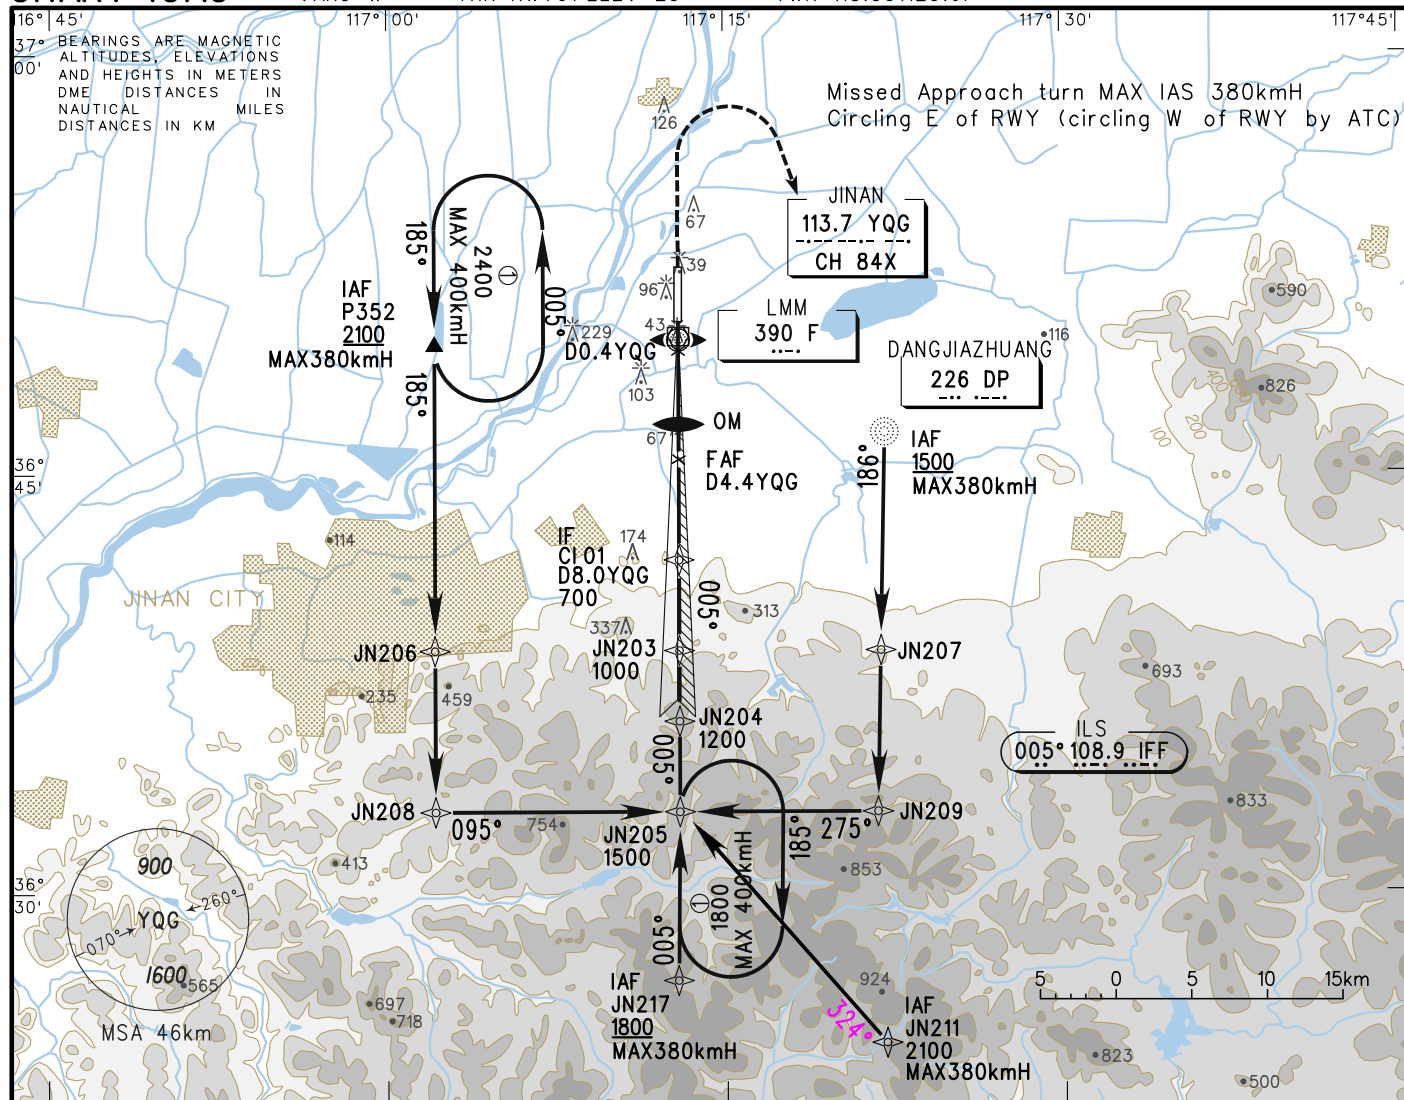 116°45'
117°00'
117°15'
117°30'
117°45'
37°
00'
BEARINGS ARE MAGNETIC
ALTITUDES, ELEVATIONS
AND HEIGHTS IN METERS
DME DISTANCES IN
NAUTICAL MILES
DISTANCES IN KM
Missed Approach turn MAX IAS 380kmH
Circling E of RWY (circling W of RWY by ATC)
126
67
JINAN
113.7 YQG
CH 84X
39
96
43
LMM
390 F
590
116
826
400
200
100
DANGJIAZHUANG
226 DP
IAF
P352
2100
MAX380kmH
185°
MAX 400kmH
2400
①
005°
229
D0.4YQG
103
185°
67
OM
FAF
D4.4YQG
186°
IAF
1500
MAX380kmH
36°
45'
114
JINAN CITY
IF
CI01
D8.0YQG
700
174
337
JN203
1000
005°
313
JN206
JN207
693
235
459
JN204
1200
005°
ILS
005° 108.9 IFF
833
JN208
095°
754
JN205
1500
185°
275°
JN209
853
413
36°
30'
900
YQG
260°
070°
1600
565
MSA 46km
697
718
005°
1800
①
MAX 400kmH
IAF
JN217
1800
MAX380kmH
924
324°
IAF
JN211
2100
MAX380kmH
5 0 5 10 15km
823
500